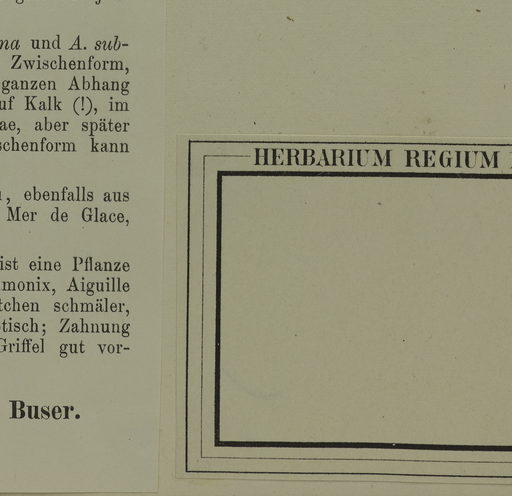 na und A. sub-
Zwischenform,
ganzen Abhang
uf Kalk (!), im
ae, aber später
schenform kann
, ebenfalls aus
Mer de Glace,
ist eine Pflanze
monix, Aiguille
tchen schmäler,
tisch; Zahnung
Griffel gut vor-
Buser.
HERBARIUM REGIUM